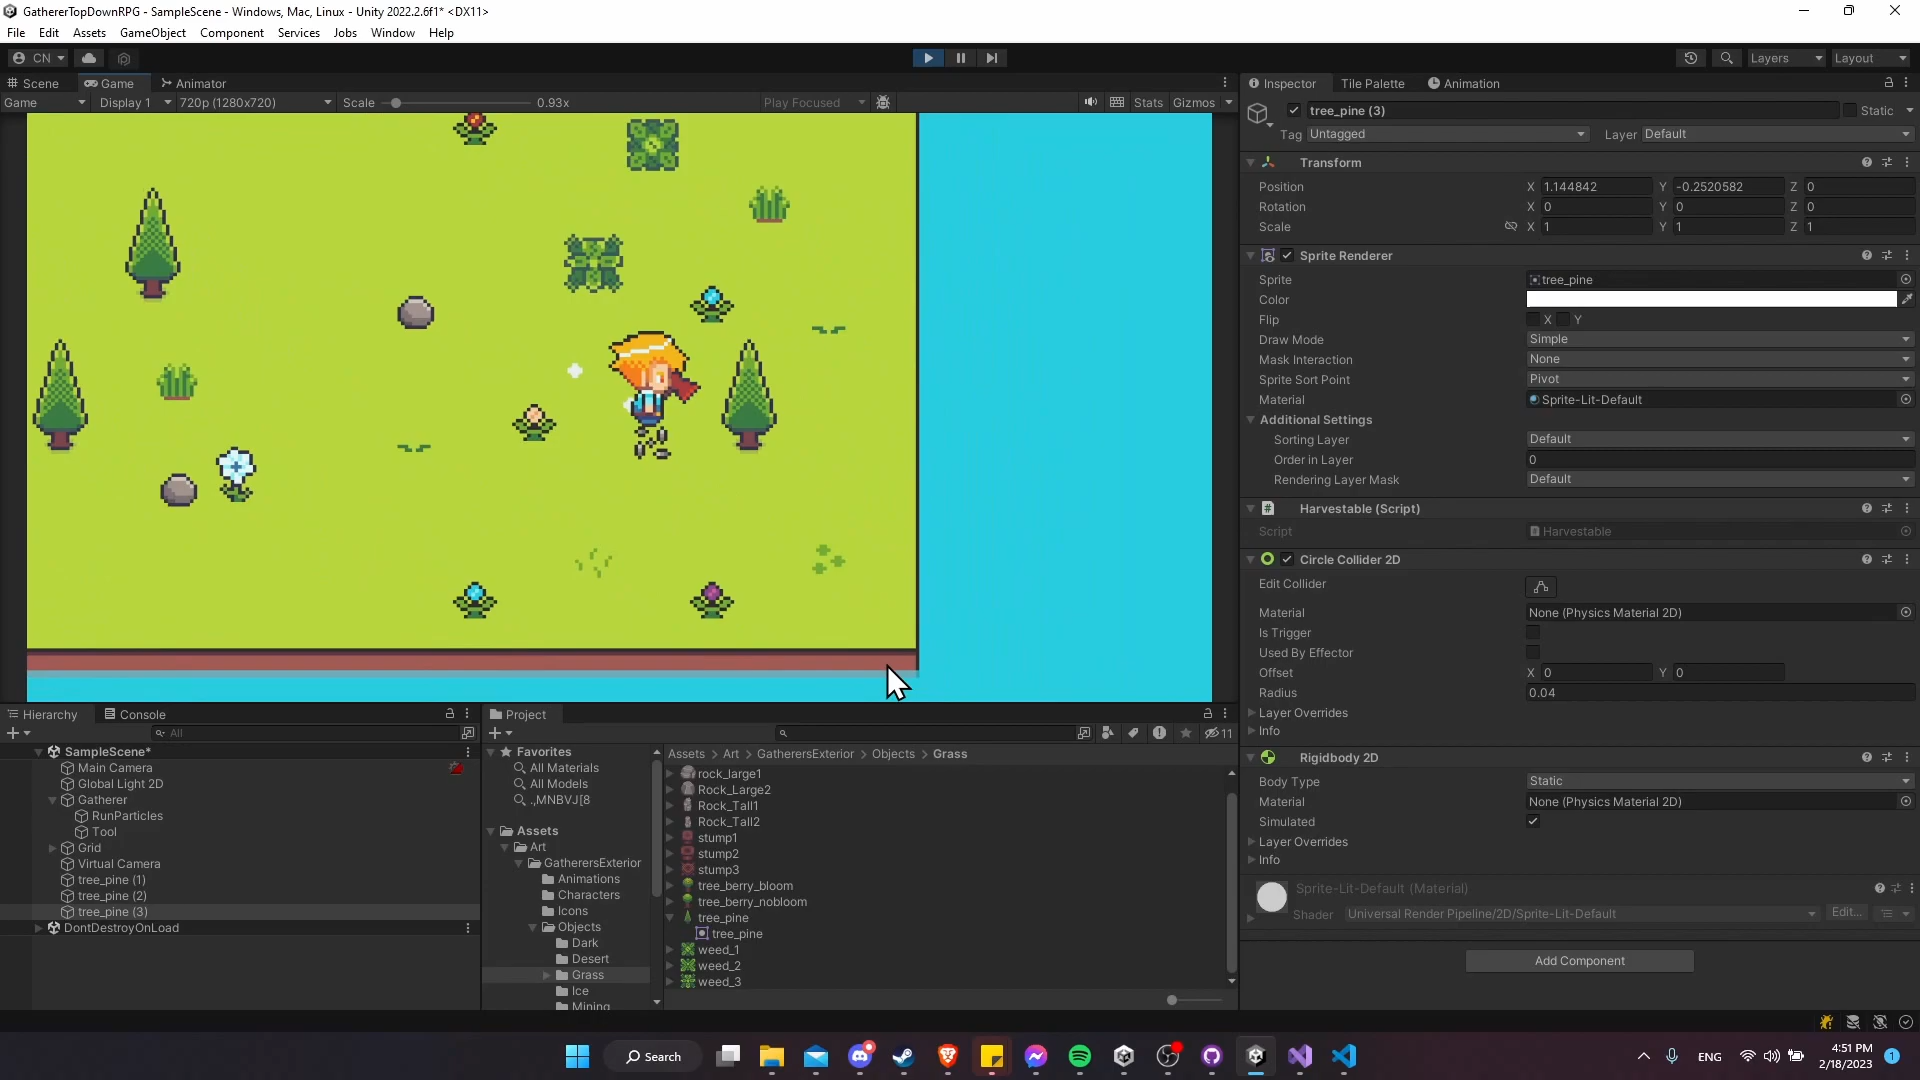 GathererTopDownRPG - SampleScene - Windows, Mac, Linux - Unity 2022.2.6f1* <DX11>
File Edit Assets GameObject Component Services Jobs Window Help
CN Layers Layout
Scene Game Animator
Game Display 1 720p (1280x720) Scale 0.93x Play Focused Stats Gizmos
Inspector Tile Palette Animation
tree_pine (3) Static
Tag Untagged Layer Default
Transform
Position X 1.144842 Y -0.2520582 Z 0
Rotation X 0 Y 0 Z 0
Scale X 1 Y 1 Z 1
Sprite Renderer
Sprite tree_pine
Color
Flip X Y
Draw Mode Simple
Mask Interaction None
Sprite Sort Point Pivot
Material Sprite-Lit-Default
Additional Settings
Sorting Layer Default
Order in Layer 0
Rendering Layer Mask Default
Harvestable (Script)
Script Harvestable
Circle Collider 2D
Edit Collider
Material None (Physics Material 2D)
Is Trigger
Used By Effector
Offset X 0 Y 0
Radius 0.04
Layer Overrides
Info
Rigidbody 2D
Body Type Static
Material None (Physics Material 2D)
Simulated
Layer Overrides
Info
Sprite-Lit-Default (Material)
Shader Universal Render Pipeline/2D/Sprite-Lit-Default Edit...
Add Component
Hierarchy Console
All
SampleScene*
Main Camera
Global Light 2D
Gatherer
RunParticles
Tool
Grid
Virtual Camera
tree_pine (1)
tree_pine (2)
tree_pine (3)
DontDestroyOnLoad
Project
11
Favorites
All Materials
All Models
.,MNBVJ[8
Assets
Art
GatherersExterior
Animations
Characters
Icons
Objects
Dark
Desert
Grass
Ice
Mining
Assets > Art > GatherersExterior > Objects > Grass
rock_large1
Rock_Large2
Rock_Tall1
Rock_Tall2
stump1
stump2
stump3
tree_berry_bloom
tree_berry_nobloom
tree_pine
tree_pine
weed_1
weed_2
weed_3
Search
ENG
4:51 PM
2/18/2023
1